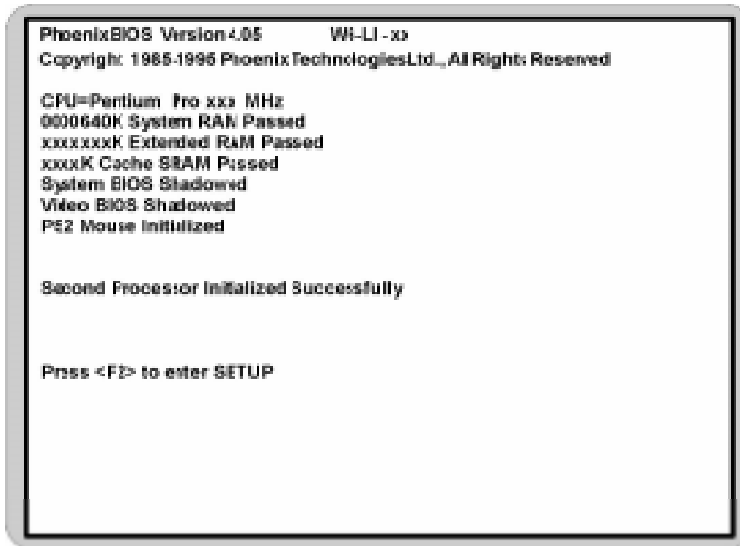 PhoenixBIOS Version 4.05
Copyright 1985-1995 Phoenix Technologies Ltd., All Rights Reserved
CPU=Pentium Pro xxx MHz
0000640K System RAM Passed
xxxxxxxK Extended RAM Passed
xxxxK Cache SRAM Passed
System BIOS Shadowed
Video BIOS Shadowed
PS2 Mouse Initialized
Second Processor Initialized Successfully
Press <F2> to enter SETUP